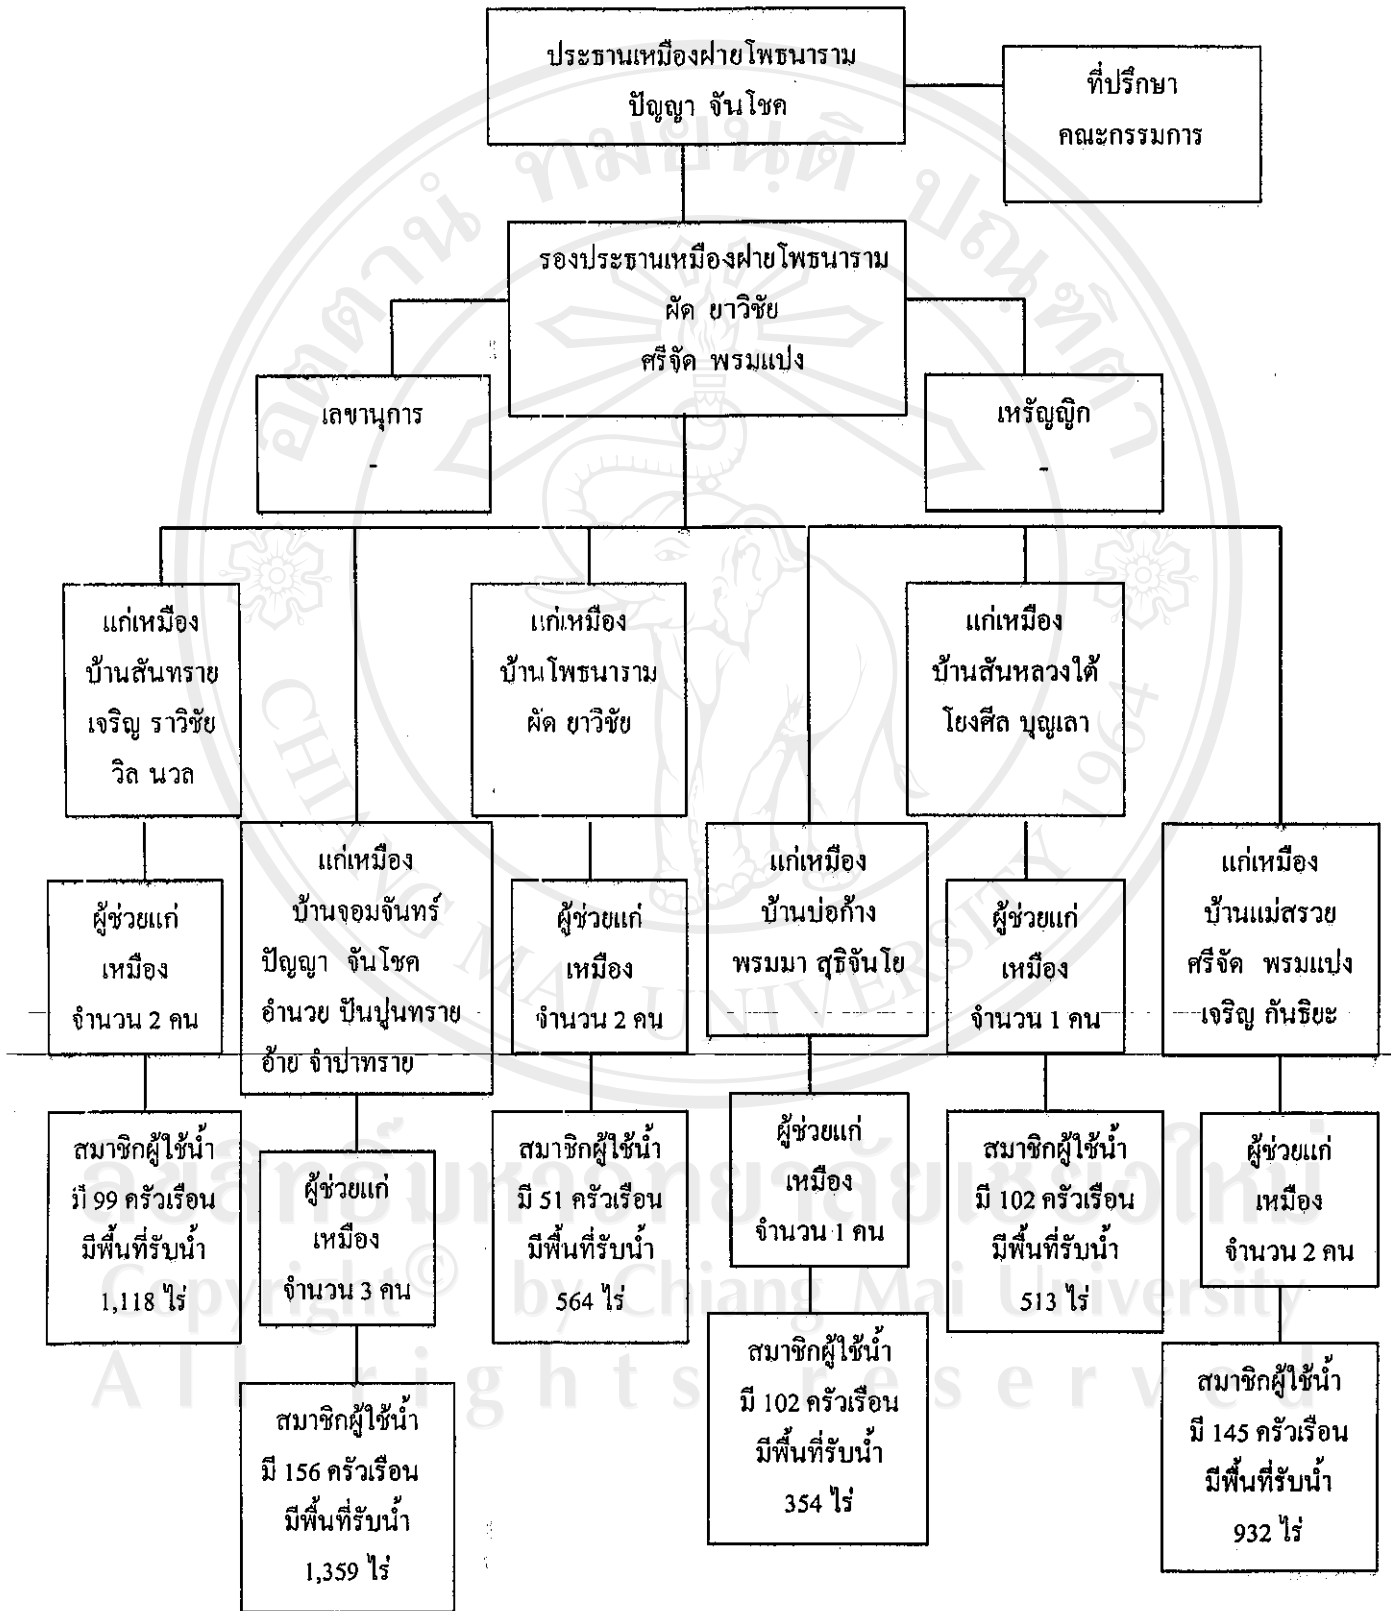 ประธานเหมืองฝายโพธนาราม
ปัญญา จันโชค
ที่ปรึกษา
คณะกรรมการ
รองประธานเหมืองฝายโพธนาราม
ผัด ยาวิชัย
ศรีจัด พรมแปง
เลขานุการ
-
เหรัญญิก
-
แก่เหมือง
บ้านสันทราย
เจริญ ราวิชัย
วิล นวล
แก่เหมือง
บ้านโพธนาราม
ผัด ยาวิชัย
แก่เหมือง
บ้านสันหลวงใต้
โยงศีล บุญเลา
แก่เหมือง
บ้านจอมจันทร์
ปัญญา จันโชค
อำนวย ปันปูนทราย
อ้าย จำปาทราย
แก่เหมือง
บ้านบ่อก้าง
พรมมา สุธิจันโย
แก่เหมือง
บ้านแม่สรวย
ศรีจัด พรมแปง
เจริญ กันธิยะ
ผู้ช่วยแก่
เหมือง
จำนวน 2 คน
ผู้ช่วยแก่
เหมือง
จำนวน 2 คน
ผู้ช่วยแก่
เหมือง
จำนวน 1 คน
สมาชิกผู้ใช้น้ำ
มี 99 ครัวเรือน
มีพื้นที่รับน้ำ
1,118 ไร่
ผู้ช่วยแก่
เหมือง
จำนวน 3 คน
สมาชิกผู้ใช้น้ำ
มี 51 ครัวเรือน
มีพื้นที่รับน้ำ
564 ไร่
ผู้ช่วยแก่
เหมือง
จำนวน 1 คน
สมาชิกผู้ใช้น้ำ
มี 102 ครัวเรือน
มีพื้นที่รับน้ำ
513 ไร่
ผู้ช่วยแก่
เหมือง
จำนวน 2 คน
สมาชิกผู้ใช้น้ำ
มี 156 ครัวเรือน
มีพื้นที่รับน้ำ
1,359 ไร่
สมาชิกผู้ใช้น้ำ
มี 102 ครัวเรือน
มีพื้นที่รับน้ำ
354 ไร่
สมาชิกผู้ใช้น้ำ
มี 145 ครัวเรือน
มีพื้นที่รับน้ำ
932 ไร่
อตฺตานํ ทมยนฺติ ปณฺฑิตา
CHIANG MAI UNIVERSITY 1964
ลิขสิทธิ์มหาวิทยาลัยเชียงใหม่
Copyright© by Chiang Mai University
All rights reserved